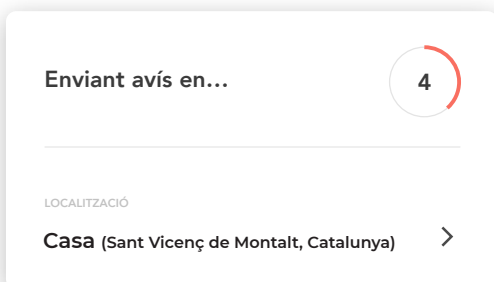 Enviant avís en...
4
LOCALITZACIÓ
Casa (Sant Vicenç de Montalt, Catalunya)